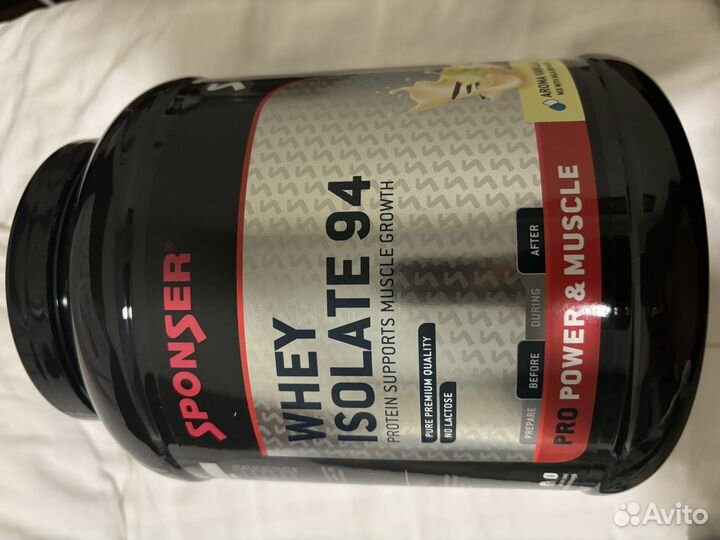 SPONSER®
WHEY
ISOLATE 94
PROTEIN SUPPORTS MUSCLE GROWTH
PURE PREMIUM QUALITY
NO LACTOSE
PREPARE
BEFORE
DURING
AFTER
PRO POWER & MUSCLE
AROMA
Avito